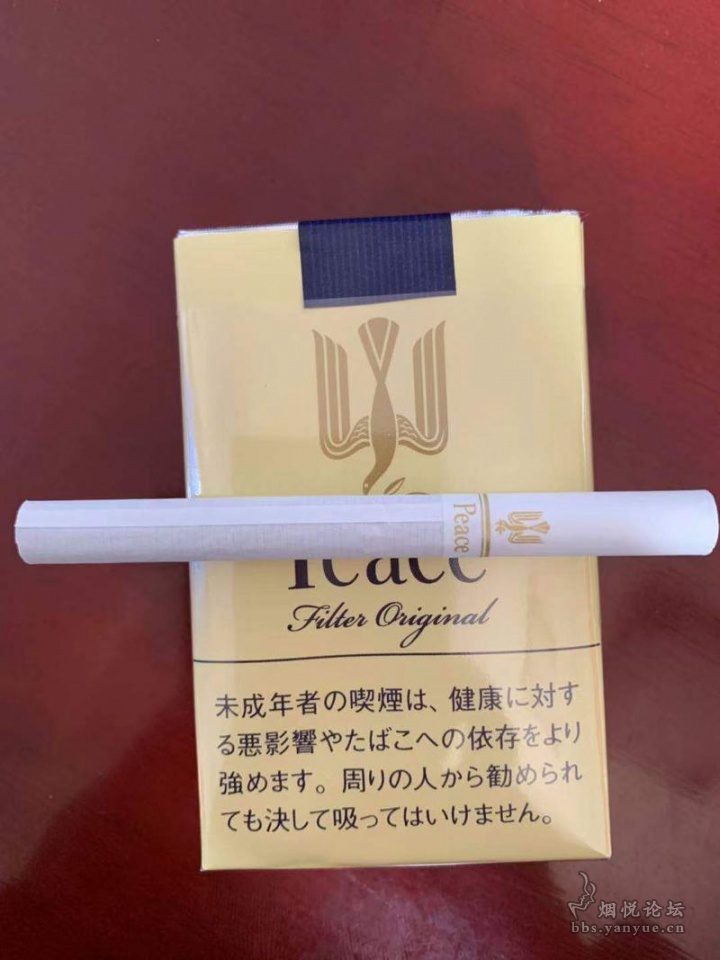 Peace
Peace
Filter Original
未成年者の喫煙は、健康に対す
る悪影響やたばこへの依存をより
強めます。周りの人から勧められ
ても決して吸ってはいけません。
烟悦论坛
bbs.yanyue.cn